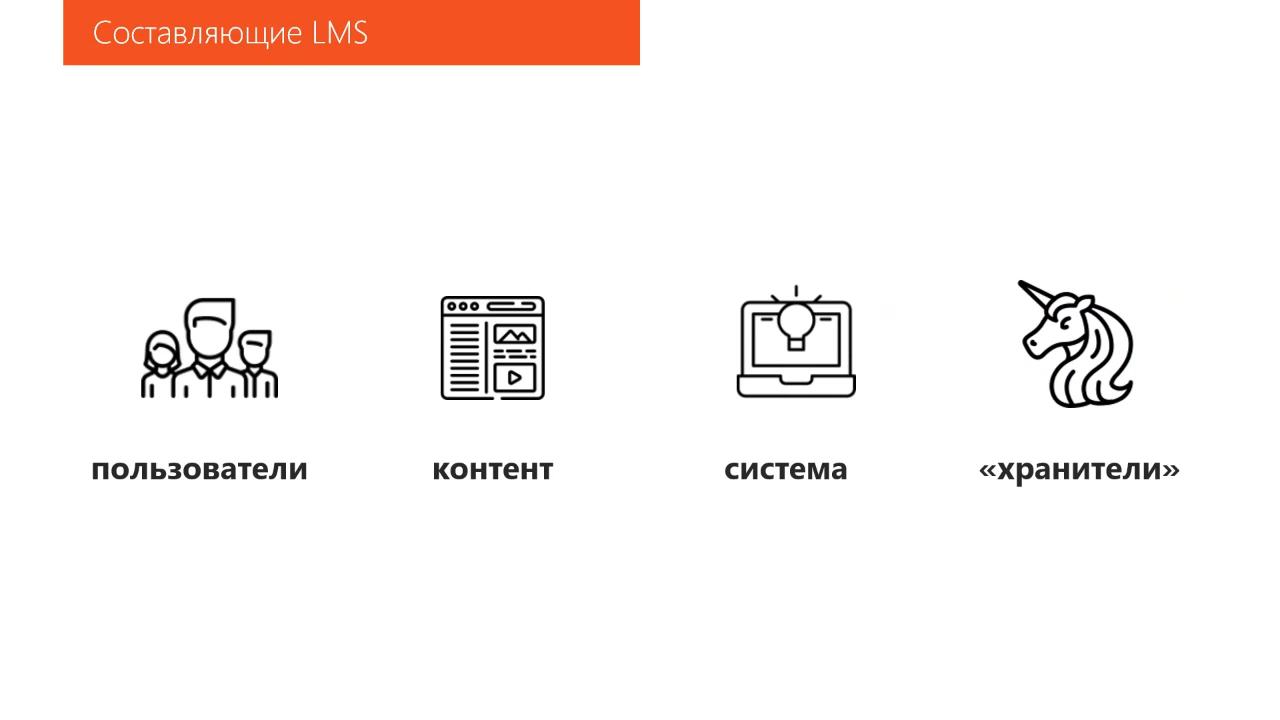 Составляющие LMS
пользователи
контент
система
«хранители»